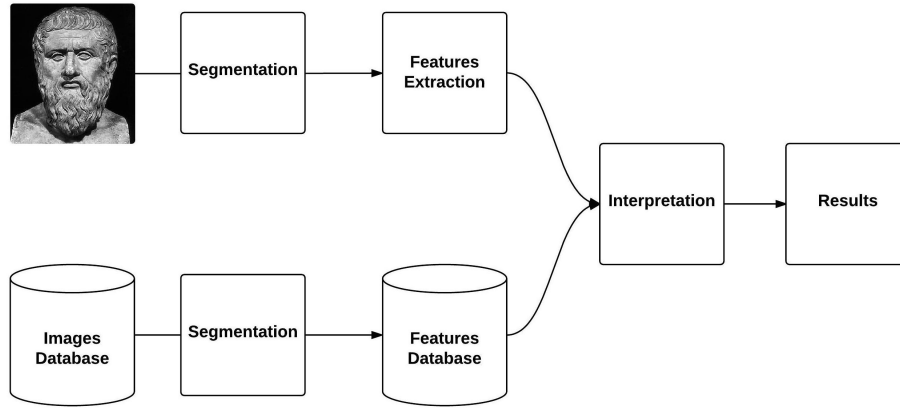 Segmentation
Features
Extraction
Interpretation
Results
Images
Database
Segmentation
Features
Database